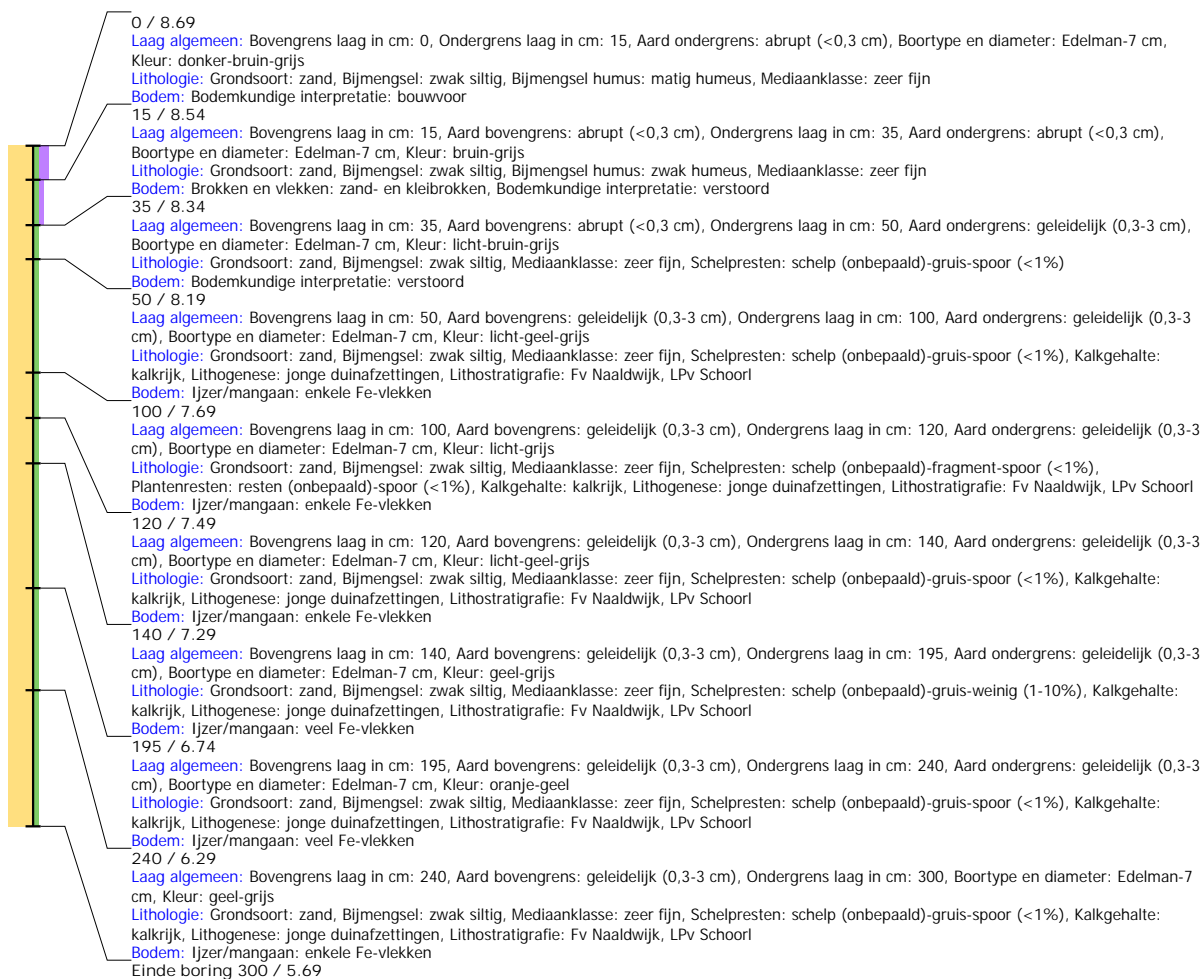 0 / 8.69
Laag algemeen: Bovengrens laag in cm: 0, Ondergrens laag in cm: 15, Aard ondergrens: abrupt (<0,3 cm), Boortype en diameter: Edelman-7 cm,
Kleur: donker-bruin-grijs
Lithologie: Grondsoort: zand, Bijmengsel: zwak siltig, Bijmengsel humus: matig humeus, Mediaanklasse: zeer fijn
Bodem: Bodemkundige interpretatie: bouwvoor
15 / 8.54
Laag algemeen: Bovengrens laag in cm: 15, Aard bovengrens: abrupt (<0,3 cm), Ondergrens laag in cm: 35, Aard ondergrens: abrupt (<0,3 cm),
Boortype en diameter: Edelman-7 cm, Kleur: bruin-grijs
Lithologie: Grondsoort: zand, Bijmengsel: zwak siltig, Bijmengsel humus: zwak humeus, Mediaanklasse: zeer fijn
Bodem: Brokken en vlekken: zand- en kleibrokken, Bodemkundige interpretatie: verstoord
35 / 8.34
Laag algemeen: Bovengrens laag in cm: 35, Aard bovengrens: abrupt (<0,3 cm), Ondergrens laag in cm: 50, Aard ondergrens: geleidelijk (0,3-3 cm),
Boortype en diameter: Edelman-7 cm, Kleur: licht-bruin-grijs
Lithologie: Grondsoort: zand, Bijmengsel: zwak siltig, Mediaanklasse: zeer fijn, Schelpresten: schelp (onbepaald)-gruis-spoor (<1%)
Bodem: Bodemkundige interpretatie: verstoord
50 / 8.19
Laag algemeen: Bovengrens laag in cm: 50, Aard bovengrens: geleidelijk (0,3-3 cm), Ondergrens laag in cm: 100, Aard ondergrens: geleidelijk (0,3-3
cm), Boortype en diameter: Edelman-7 cm, Kleur: licht-geel-grijs
Lithologie: Grondsoort: zand, Bijmengsel: zwak siltig, Mediaanklasse: zeer fijn, Schelpresten: schelp (onbepaald)-gruis-spoor (<1%), Kalkgehalte:
kalkrijk, Lithogenese: jonge duinafzettingen, Lithostratigrafie: Fv Naaldwijk, LPv Schoorl
Bodem: Ijzer/mangaan: enkele Fe-vlekken
100 / 7.69
Laag algemeen: Bovengrens laag in cm: 100, Aard bovengrens: geleidelijk (0,3-3 cm), Ondergrens laag in cm: 120, Aard ondergrens: geleidelijk (0,3-3
cm), Boortype en diameter: Edelman-7 cm, Kleur: licht-grijs
Lithologie: Grondsoort: zand, Bijmengsel: zwak siltig, Mediaanklasse: zeer fijn, Schelpresten: schelp (onbepaald)-fragment-spoor (<1%),
Plantenresten: resten (onbepaald)-spoor (<1%), Kalkgehalte: kalkrijk, Lithogenese: jonge duinafzettingen, Lithostratigrafie: Fv Naaldwijk, LPv Schoorl
Bodem: Ijzer/mangaan: enkele Fe-vlekken
120 / 7.49
Laag algemeen: Bovengrens laag in cm: 120, Aard bovengrens: geleidelijk (0,3-3 cm), Ondergrens laag in cm: 140, Aard ondergrens: geleidelijk (0,3-3
cm), Boortype en diameter: Edelman-7 cm, Kleur: licht-geel-grijs
Lithologie: Grondsoort: zand, Bijmengsel: zwak siltig, Mediaanklasse: zeer fijn, Schelpresten: schelp (onbepaald)-gruis-spoor (<1%), Kalkgehalte:
kalkrijk, Lithogenese: jonge duinafzettingen, Lithostratigrafie: Fv Naaldwijk, LPv Schoorl
Bodem: Ijzer/mangaan: enkele Fe-vlekken
140 / 7.29
Laag algemeen: Bovengrens laag in cm: 140, Aard bovengrens: geleidelijk (0,3-3 cm), Ondergrens laag in cm: 195, Aard ondergrens: geleidelijk (0,3-3
cm), Boortype en diameter: Edelman-7 cm, Kleur: geel-grijs
Lithologie: Grondsoort: zand, Bijmengsel: zwak siltig, Mediaanklasse: zeer fijn, Schelpresten: schelp (onbepaald)-gruis-weinig (1-10%), Kalkgehalte:
kalkrijk, Lithogenese: jonge duinafzettingen, Lithostratigrafie: Fv Naaldwijk, LPv Schoorl
Bodem: Ijzer/mangaan: veel Fe-vlekken
195 / 6.74
Laag algemeen: Bovengrens laag in cm: 195, Aard bovengrens: geleidelijk (0,3-3 cm), Ondergrens laag in cm: 240, Aard ondergrens: geleidelijk (0,3-3
cm), Boortype en diameter: Edelman-7 cm, Kleur: oranje-geel
Lithologie: Grondsoort: zand, Bijmengsel: zwak siltig, Mediaanklasse: zeer fijn, Schelpresten: schelp (onbepaald)-gruis-spoor (<1%), Kalkgehalte:
kalkrijk, Lithogenese: jonge duinafzettingen, Lithostratigrafie: Fv Naaldwijk, LPv Schoorl
Bodem: Ijzer/mangaan: veel Fe-vlekken
240 / 6.29
Laag algemeen: Bovengrens laag in cm: 240, Aard bovengrens: geleidelijk (0,3-3 cm), Ondergrens laag in cm: 300, Boortype en diameter: Edelman-7
cm, Kleur: geel-grijs
Lithologie: Grondsoort: zand, Bijmengsel: zwak siltig, Mediaanklasse: zeer fijn, Schelpresten: schelp (onbepaald)-gruis-spoor (<1%), Kalkgehalte:
kalkrijk, Lithogenese: jonge duinafzettingen, Lithostratigrafie: Fv Naaldwijk, LPv Schoorl
Bodem: Ijzer/mangaan: enkele Fe-vlekken
Einde boring 300 / 5.69